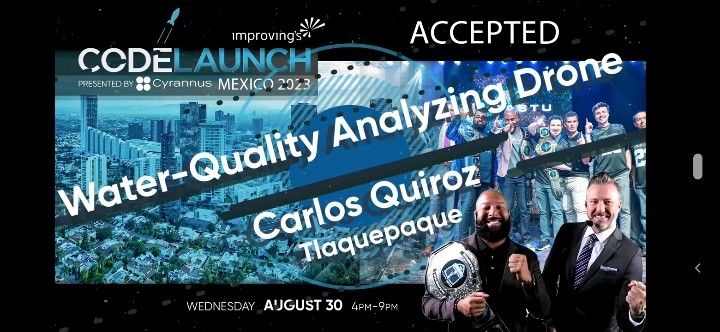 improving's
CODELAUNCH
PRESENTED BY Cyrannus MEXICO 2023
ACCEPTED
Water-Quality Analyzing Drone
Carlos Quiroz
Tlaquepaque
WEDNESDAY AUGUST 30 4PM-9PM